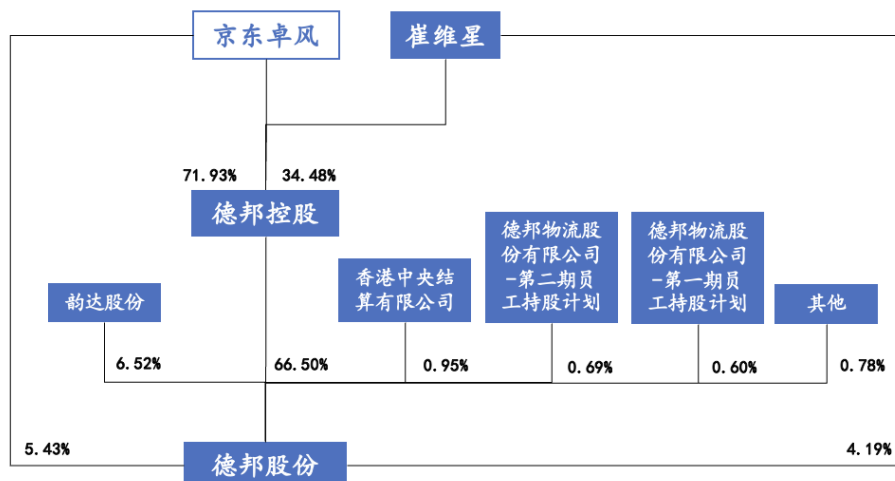 京东卓风
崔维星
71.93%
34.48%
德邦控股
韵达股份
香港中央结
算有限公司
德邦物流股
份有限公司
-第二期员
工持股计划
德邦物流股
份有限公司
-第一期员
工持股计划
其他
6.52%
66.50%
0.95%
0.69%
0.60%
0.78%
5.43%
德邦股份
4.19%